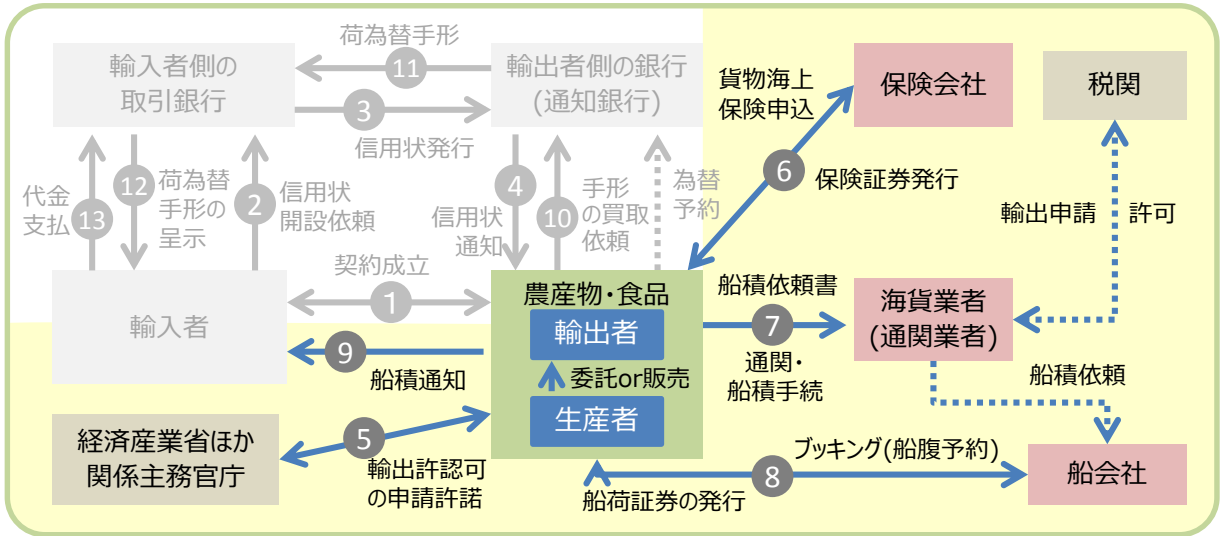 荷為替手形
11
輸入者側の
取引銀行
輸出者側の銀行
(通知銀行)
3
信用状発行
貨物海上
保険申込
保険会社
税関
6
保険証券発行
代金
支払
13
12
荷為替
手形の
呈示
2
信用状
開設依頼
4
信用状
通知
10
手形
の買取
依頼
為替
予約
輸出申請
許可
契約成立
1
輸入者
農産物・食品
輸出者
委託or販売
生産者
船積依頼書
7
通関・
船積手続
海貨業者
(通関業者)
9
船積通知
船積依頼
経済産業省ほか
関係主務官庁
5
輸出許認可
の申請許諾
ブッキング(船腹予約)
8
船荷証券の発行
船会社